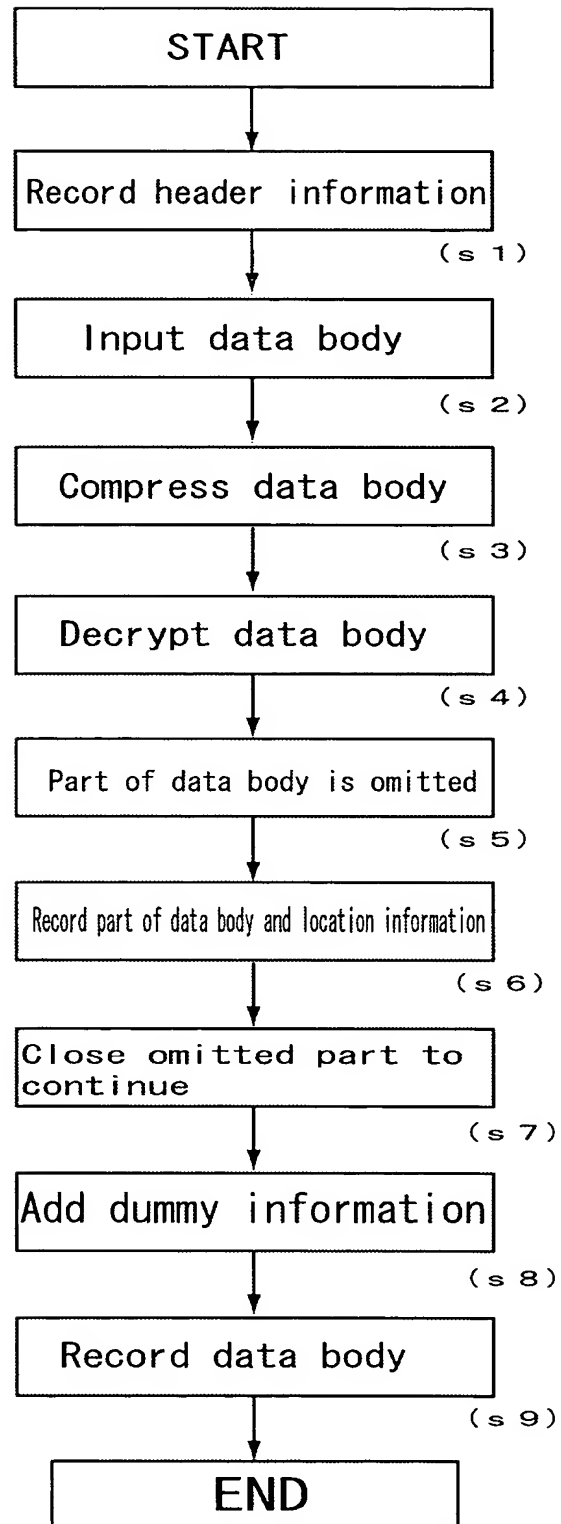 START
Record header information
(s 1)
Input data body
(s 2)
Compress data body
(s 3)
Decrypt data body
(s 4)
Part of data body is omitted
(s 5)
Record part of data body and location information
(s 6)
Close omitted part to
continue
(s 7)
Add dummy information
(s 8)
Record data body
(s 9)
END